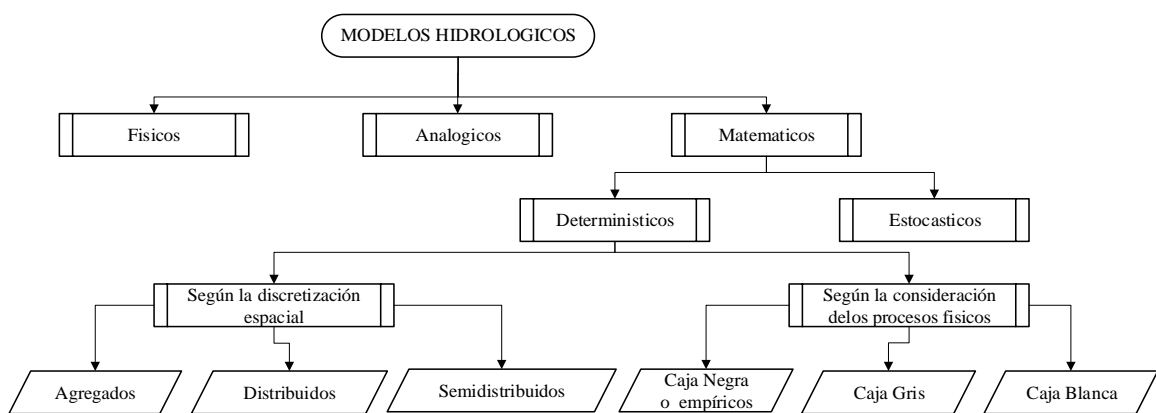 MODELOS HIDROLOGICOS
Fisicos
Analogicos
Matematicos
Deterministicos
Estocasticos
Según la discretización
espacial
Según la consideración
delos procesos fisicos
Agregados
Distribuidos
Semidistribuidos
Caja Negra
o empíricos
Caja Gris
Caja Blanca